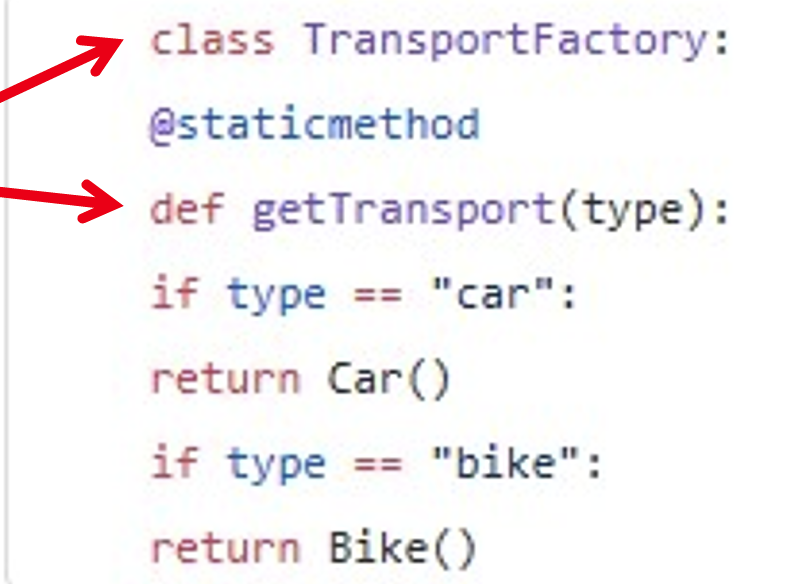 class TransportFactory:
@staticmethod
def getTransport(type):
if type == "car":
return Car()
if type == "bike":
return Bike()